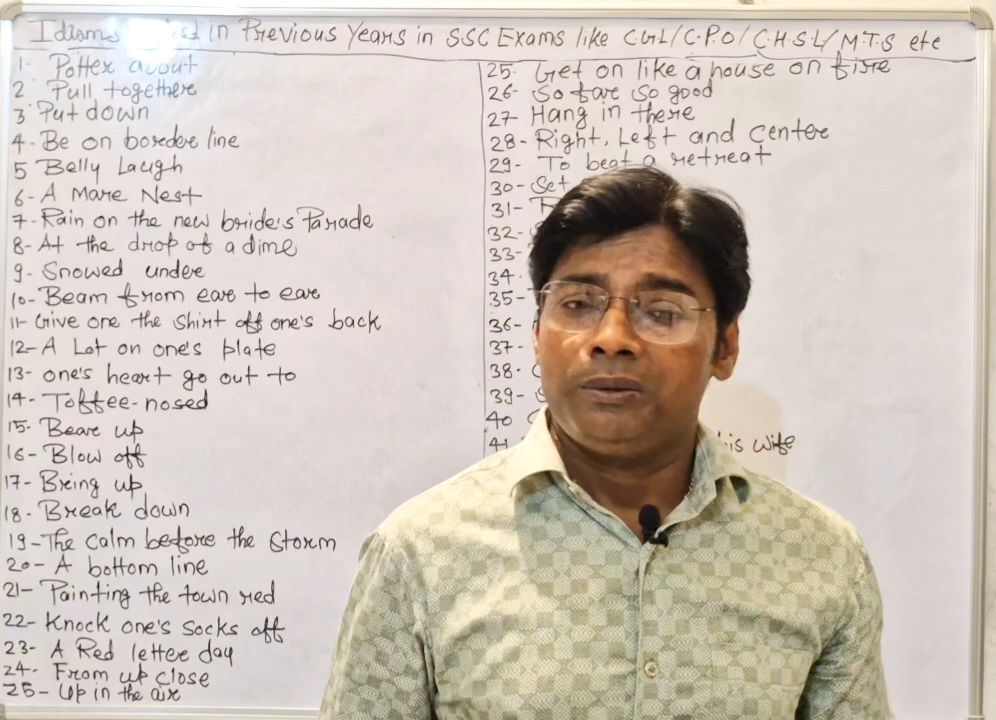 Idioms in Previous Years in SSC Exams like C.G.L/C.P.O/C.H.S.L/M.T.S etc
1- Potter about
2 Pull together
3 Put down
4- Be on border line
5 Belly Laugh
6- A Mare Nest
7- Rain on the new bride's Parade
8- At the drop of a dime
9- Snowed under
10- Beam from ear to ear
11- Give one the shirt off one's back
12- A Lot on one's plate
13- one's heart go out to
14- Toffee-nosed
15- Bear up
16- Blow off
17- Bring up
18- Break down
19- The calm before the storm
20- A bottom line
21- Painting the town red
22- Knock one's socks off
23- A Red letter day
24- From up close
25- Up in the air
25- Get on like a house on fire
26- So far so good
27- Hang in there
28- Right, Left and center
29- To beat a retreat
30- Set
31-
32-
33-
34-
35-
36-
37-
38-
39-
40
41 his wife